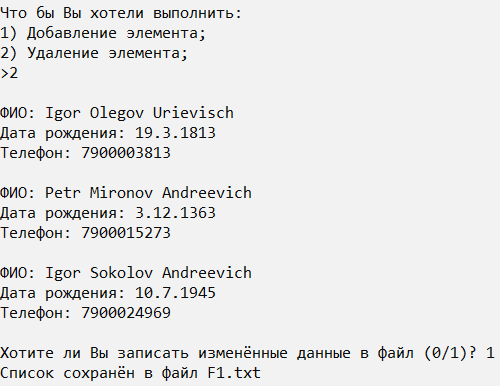 Что бы Вы хотели выполнить:
1) Добавление элемента;
2) Удаление элемента;
>2
ФИО: Igor Olegov Urievisch
Дата рождения: 19.3.1813
Телефон: 7900003813
ФИО: Petr Mironov Andreevich
Дата рождения: 3.12.1363
Телефон: 7900015273
ФИО: Igor Sokolov Andreevich
Дата рождения: 10.7.1945
Телефон: 7900024969
Хотите ли Вы записать изменённые данные в файл (0/1)? 1
Список сохранён в файл F1.txt